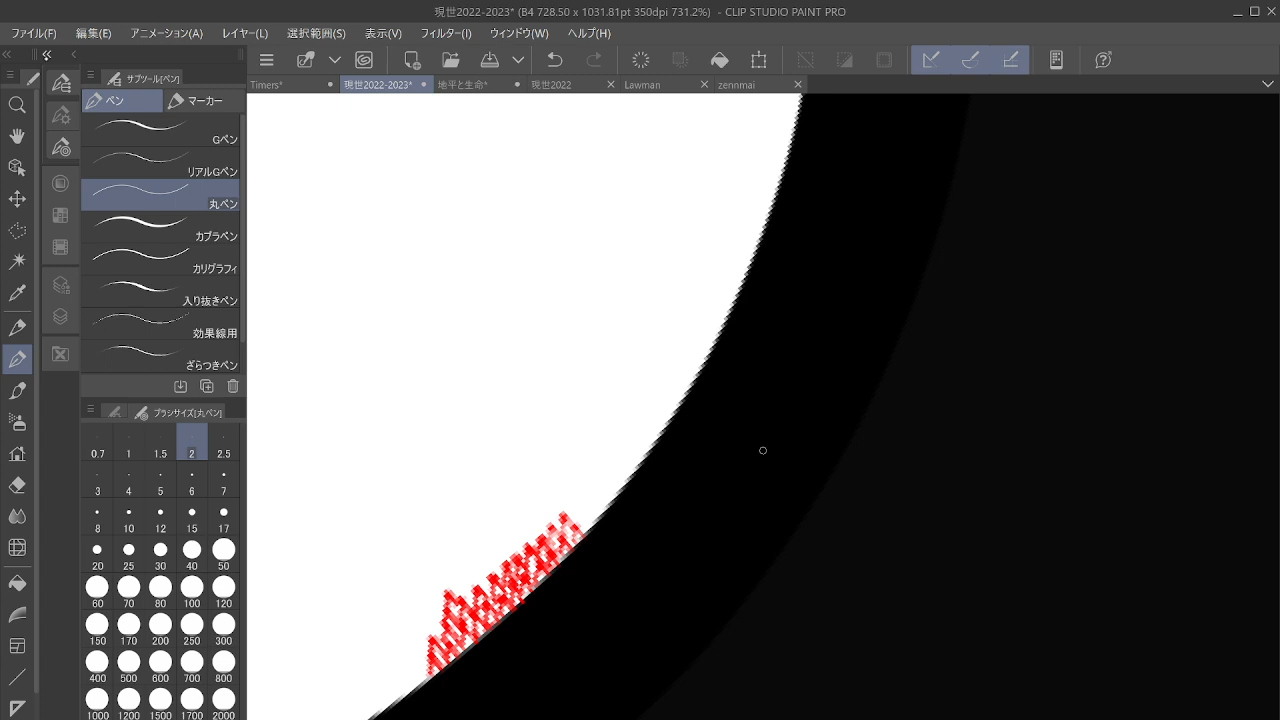 現世2022-2023* (B4 728.50 x 1031.81pt 350dpi 731.2%) - CLIP STUDIO PAINT PRO
ファイル(F) 編集(E) アニメーション(A) レイヤー(L) 選択範囲(S) 表示(V) フィルター(I) ウィンドウ(W) ヘルプ(H)
サブツール[ペン]
Timers* 現世2022-2023* 地平と生命* 現世2022 Lawman zennmai
ペン マーカー
Gペン
リアルGペン
丸ペン
カブラペン
カリグラフィ
入り抜きペン
効果線用
ざらつきペン
ブラシサイズ[丸ペン]
0.7 1 1.5 2 2.5
3 4 5 6 7
8 10 12 15 17
20 25 30 40 50
60 70 80 100 120
150 170 200 250 300
400 500 600 700 800
1000 1200 1500 1700 2000